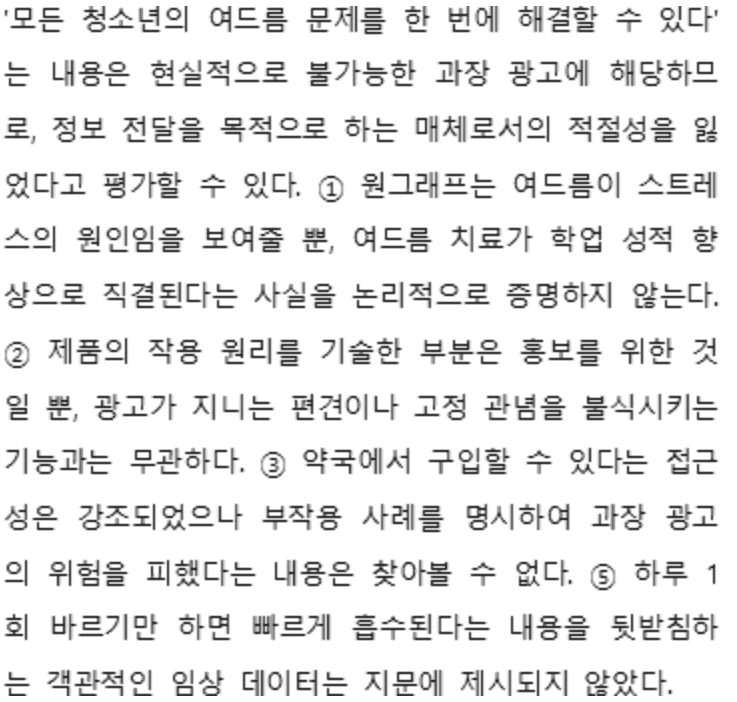 '모든 청소년의 여드름 문제를 한 번에 해결할 수 있다'
는 내용은 현실적으로 불가능한 과장 광고에 해당하므
로, 정보 전달을 목적으로 하는 매체로서의 적절성을 잃
었다고 평가할 수 있다. ① 원그래프는 여드름이 스트레
스의 원인임을 보여줄 뿐, 여드름 치료가 학업 성적 향
상으로 직결된다는 사실을 논리적으로 증명하지 않는다.
② 제품의 작용 원리를 기술한 부분은 홍보를 위한 것
일 뿐, 광고가 지니는 편견이나 고정 관념을 불식시키는
기능과는 무관하다. ③ 약국에서 구입할 수 있다는 접근
성은 강조되었으나 부작용 사례를 명시하여 과장 광고
의 위험을 피했다는 내용은 찾아볼 수 없다. ⑤ 하루 1
회 바르기만 하면 빠르게 흡수된다는 내용을 뒷받침하
는 객관적인 임상 데이터는 지문에 제시되지 않았다.